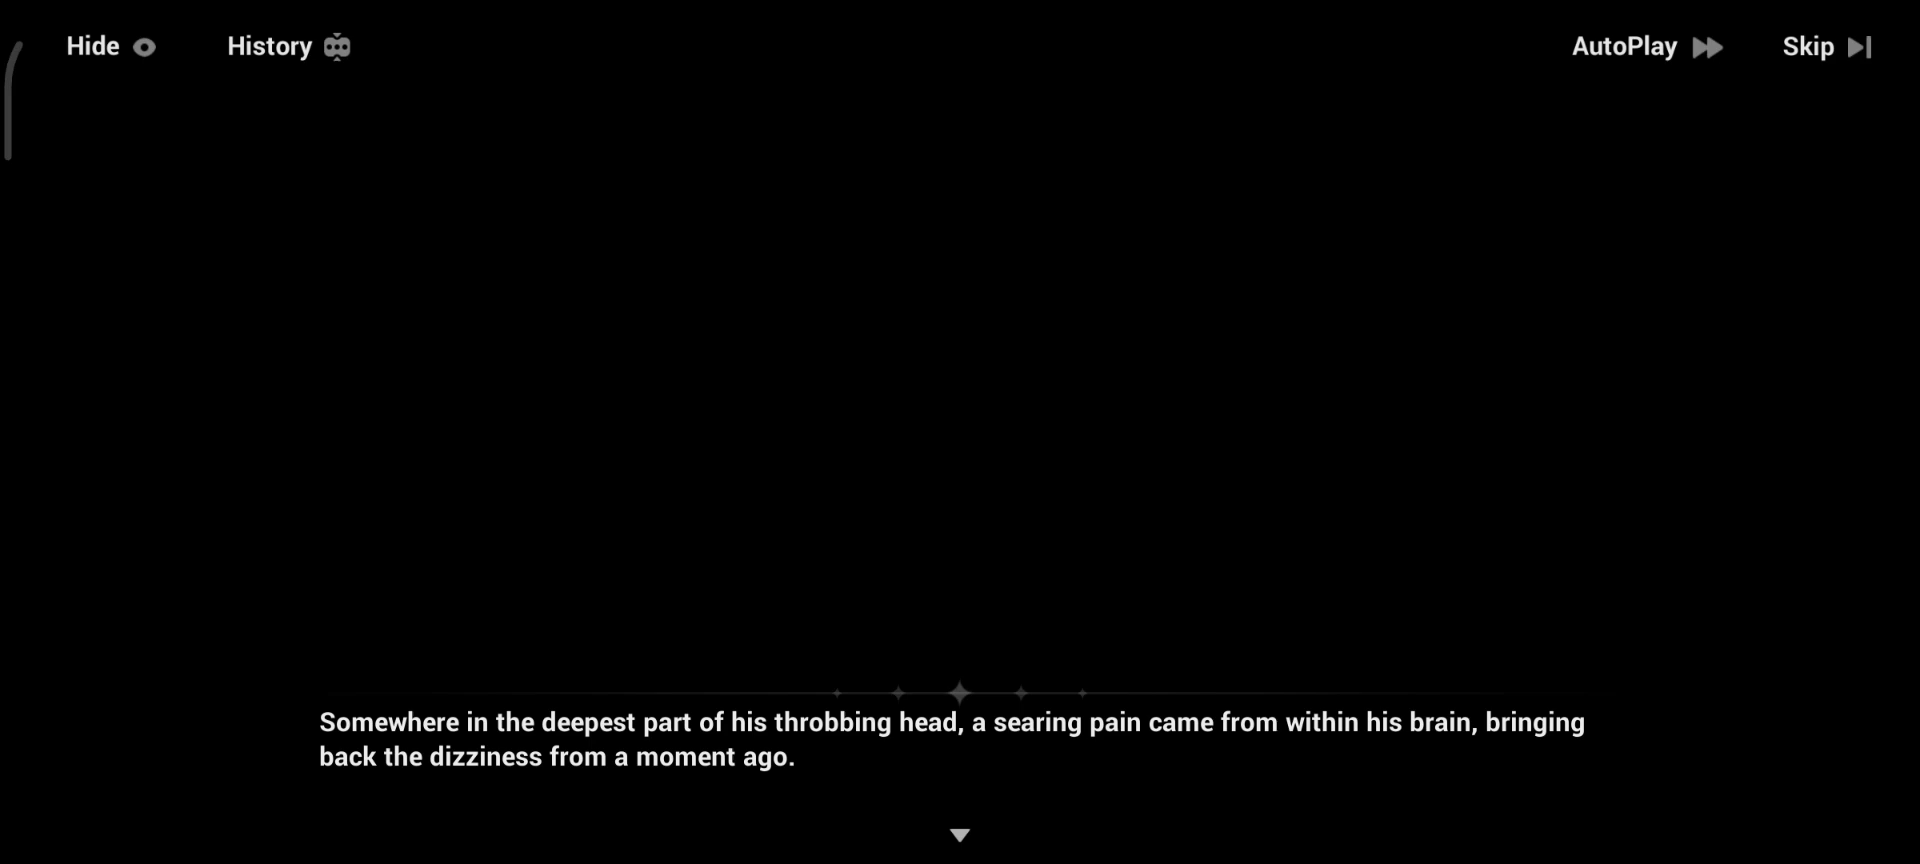 Hide
History
AutoPlay
Skip
Somewhere in the deepest part of his throbbing head, a searing pain came from within his brain, bringing
back the dizziness from a moment ago.